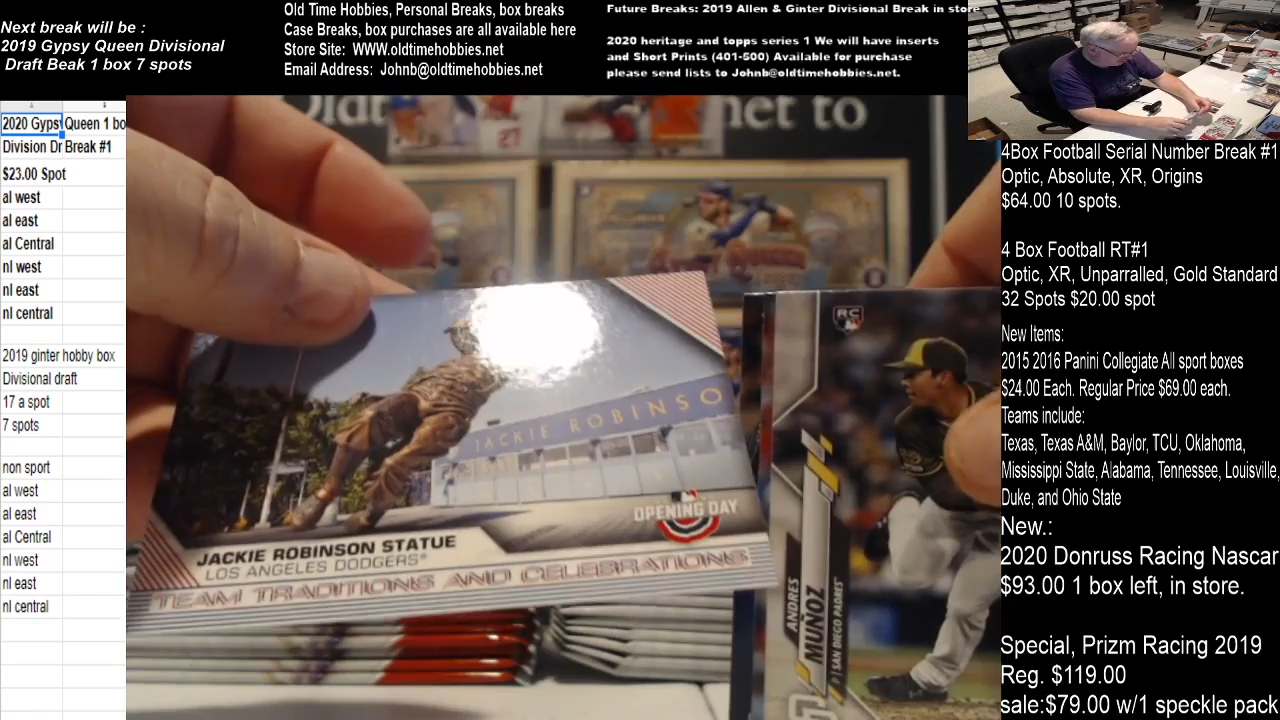 Next break will be :
2019 Gypsy Queen Divisional
Draft Beak 1 box 7 spots
Old Time Hobbies, Personal Breaks, box breaks
Case Breaks, box purchases are all available here
Store Site: WWW.oldtimehobbies.net
Email Address: Johnb@oldtimehobbies.net
Future Breaks: 2019 Allen & Ginter Divisional Break in store
2020 heritage and topps series 1 We will have inserts
and Short Prints (401-500) Available for purchase
please send lists to Johnb@oldtimehobbies.net.
2020 Gyps Queen 1 bo
Division Dr Break #1
$23.00 Spot
al west
al east
al Central
nl west
nl east
nl central
2019 ginter hobby box
Divisional draft
17 a spot
7 spots
non sport
al west
al east
al Central
nl west
nl east
nl central
net to
JACKIE ROBINSO
OPENING DAY
JACKIE ROBINSON STATUE
LOS ANGELES DODGERS®
TEAM TRADITIONS AND CELEBRATIONS
RC
ANDRES
MUÑOZ
P | SAN DIEGO PADRES
4Box Football Serial Number Break #1
Optic, Absolute, XR, Origins
$64.00 10 spots.
4 Box Football RT#1
Optic, XR, Unparralled, Gold Standard
32 Spots $20.00 spot
New Items:
2015 2016 Panini Collegiate All sport boxes
$24.00 Each. Regular Price $69.00 each.
Teams include:
Texas, Texas A&M, Baylor, TCU, Oklahoma,
Mississippi State, Alabama, Tennessee, Louisville,
Duke, and Ohio State
New.:
2020 Donruss Racing Nascar
$93.00 1 box left, in store.
Special, Prizm Racing 2019
Reg. $119.00
sale:$79.00 w/1 speckle pack